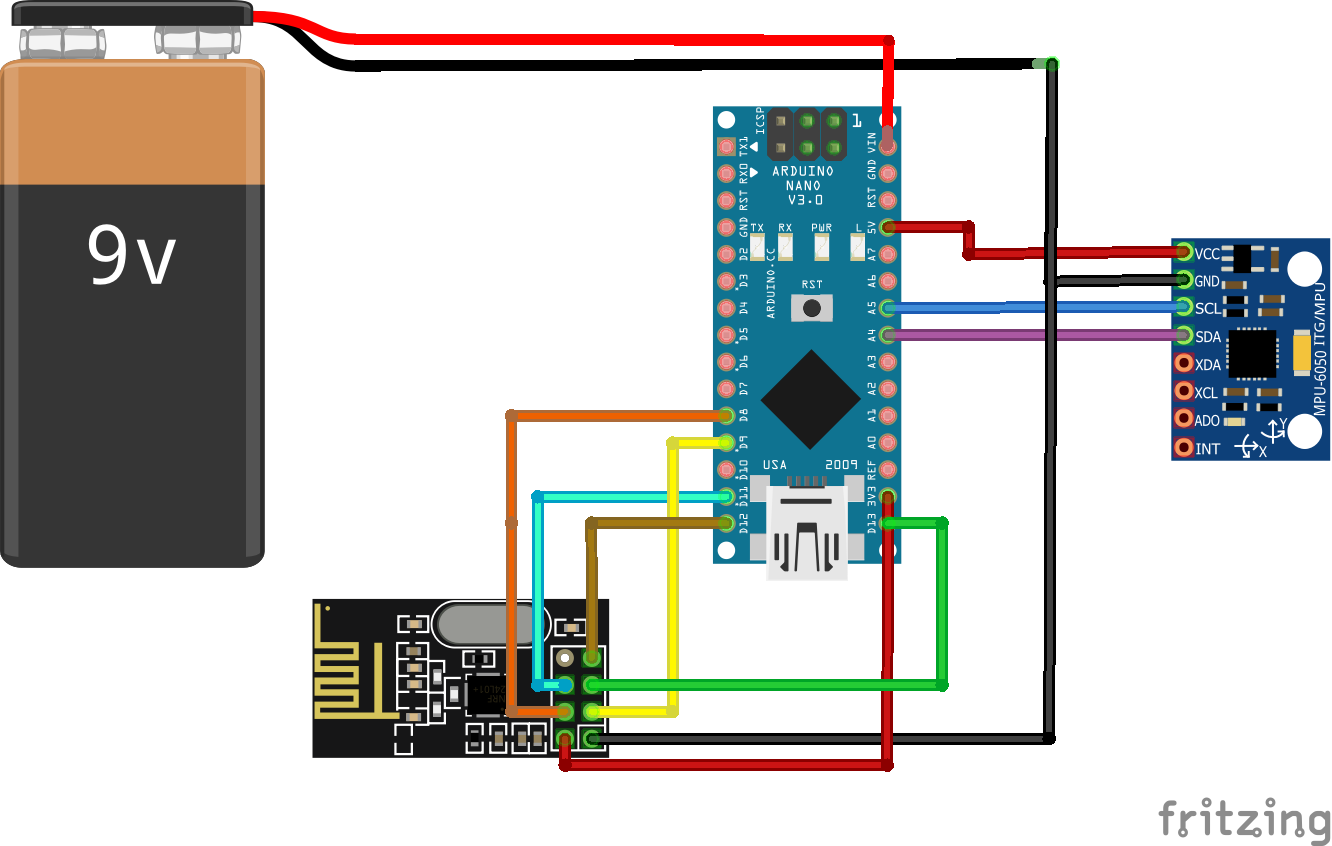 9v
ICSP
1
TX1
RX0
RST
GND
D2
D3
D4
D5
D6
D7
D8
D9
D10
D11
D12
ARDUINO
NANO
V3.0
TX
RX
PWR
L
ARDUINO.CC
RST
USA
2009
VIN
GND
RST
5V
A7
A6
A5
A4
A3
A2
A1
A0
REF
3V3
D13
VCC
GND
SCL
SDA
XDA
XCL
ADO
INT
MPU-6050 ITG/MPU
Y
X
fritzing